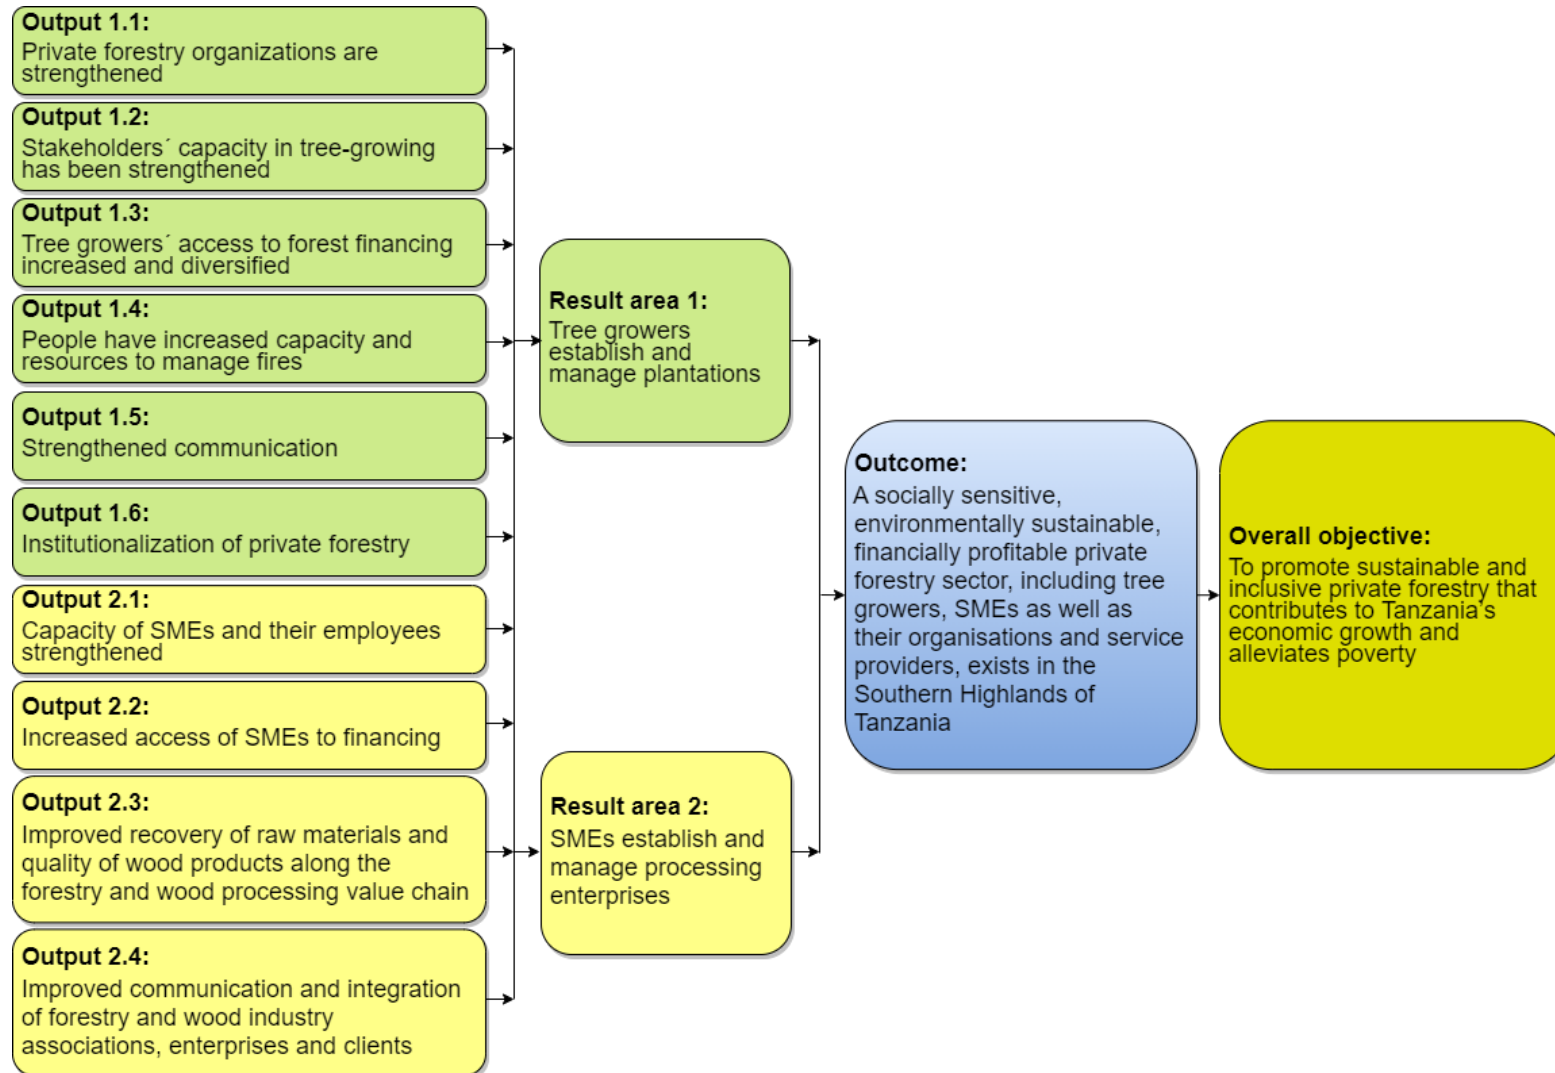 Output 1.1:
Private forestry organizations are
strengthened
Output 1.2:
Stakeholders´ capacity in tree-growing
has been strengthened
Output 1.3:
Tree growers´ access to forest financing
increased and diversified
Output 1.4:
People have increased capacity and
resources to manage fires
Output 1.5:
Strengthened communication
Output 1.6:
Institutionalization of private forestry
Output 2.1:
Capacity of SMEs and their employees
strengthened
Output 2.2:
Increased access of SMEs to financing
Output 2.3:
Improved recovery of raw materials and
quality of wood products along the
forestry and wood processing value chain
Output 2.4:
Improved communication and integration
of forestry and wood industry
associations, enterprises and clients
Result area 1:
Tree growers
establish and
manage plantations
Result area 2:
SMEs establish and
manage processing
enterprises
Outcome:
A socially sensitive,
environmentally sustainable,
financially profitable private
forestry sector, including tree
growers, SMEs as well as
their organisations and service
providers, exists in the
Southern Highlands of
Tanzania
Overall objective:
To promote sustainable and
inclusive private forestry that
contributes to Tanzania's
economic growth and
alleviates poverty